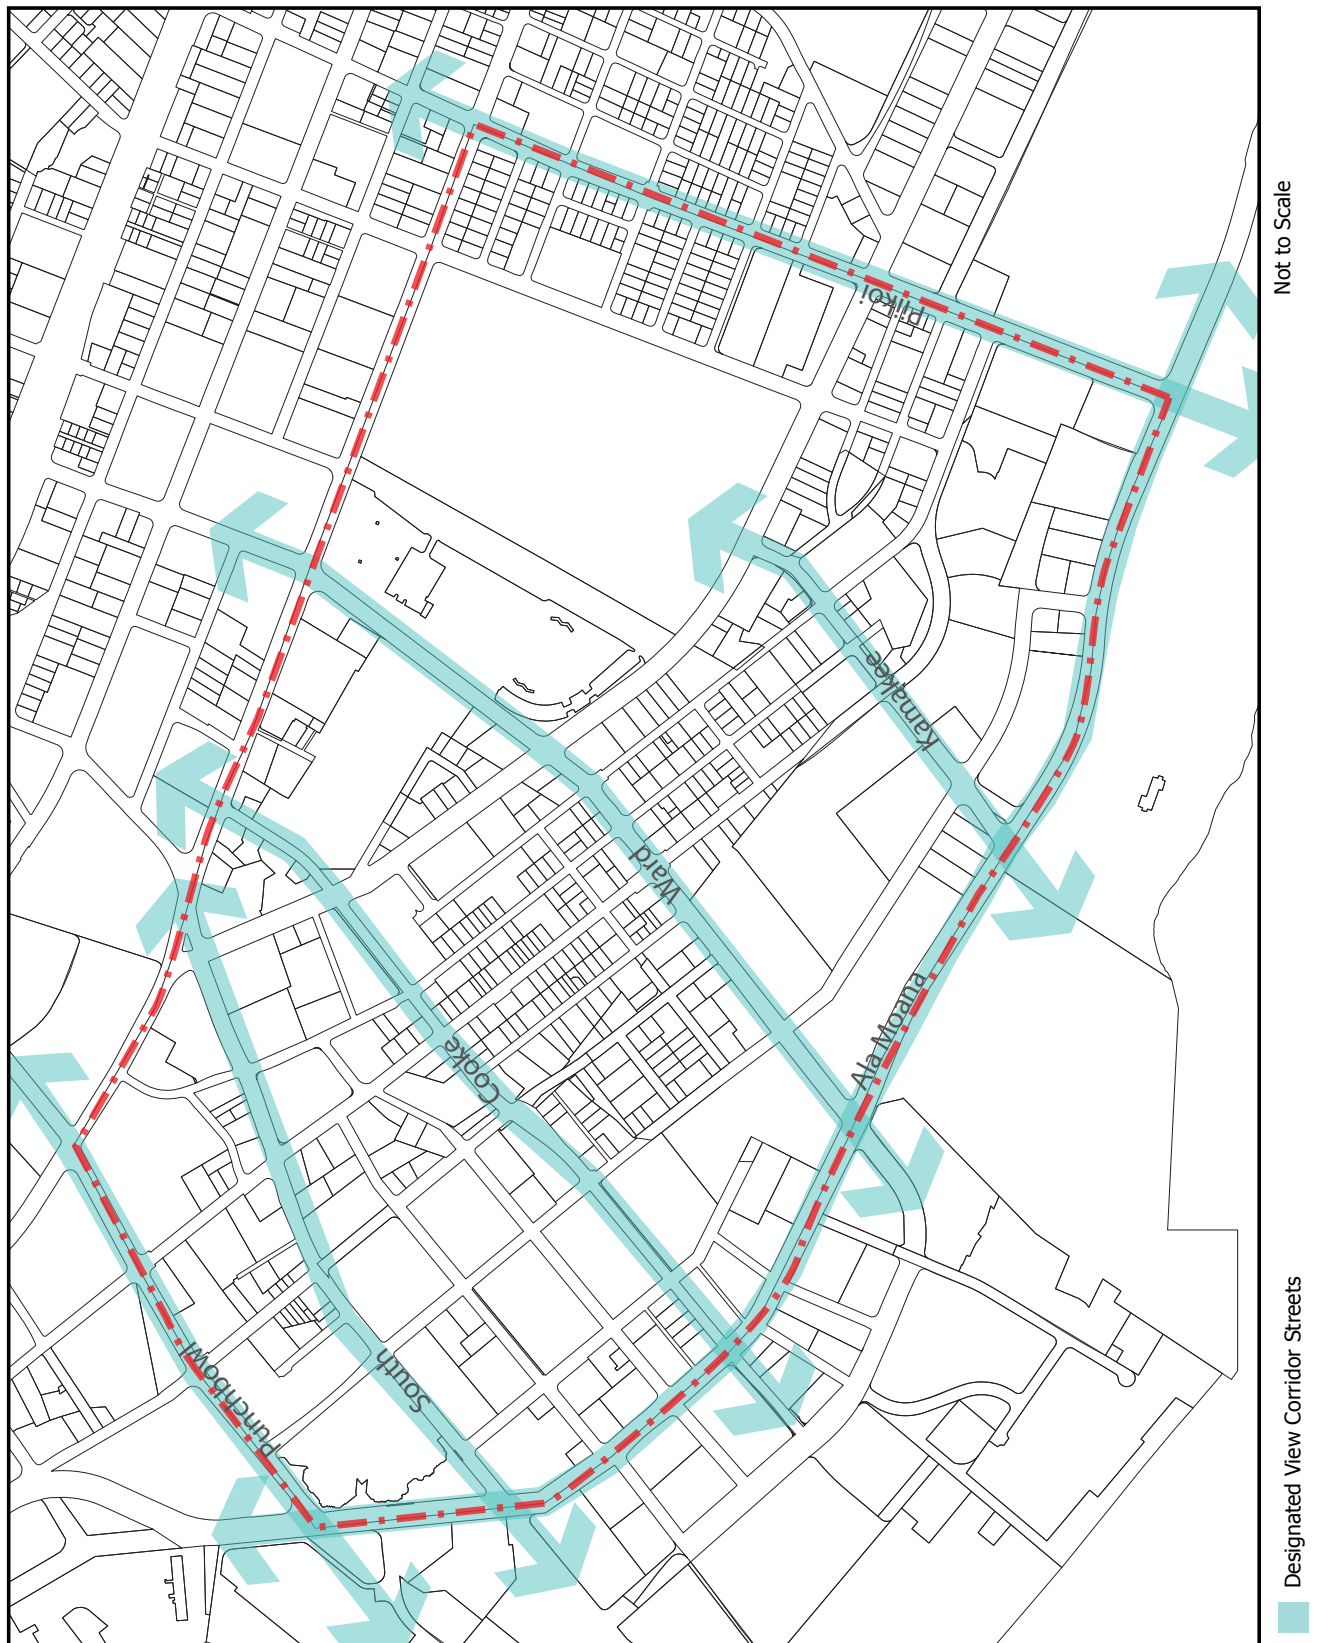 Piikoi
Kamakee
Ward
Ala Moana
Cooke
South
Punchbowl
Not to Scale
Designated View Corridor Streets